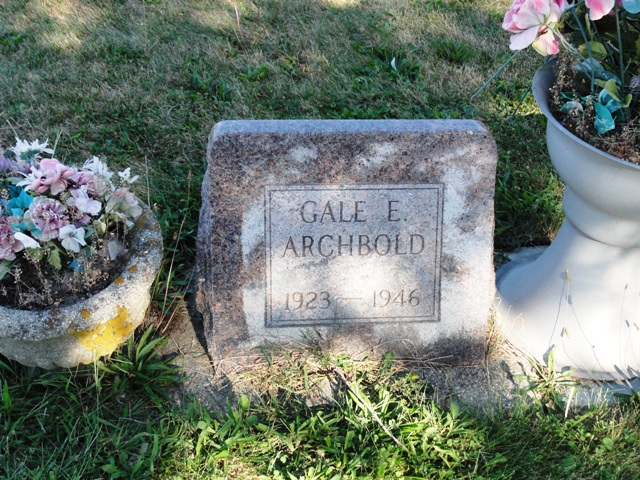 GALE E.
ARCHBOLD
1923 — 1946